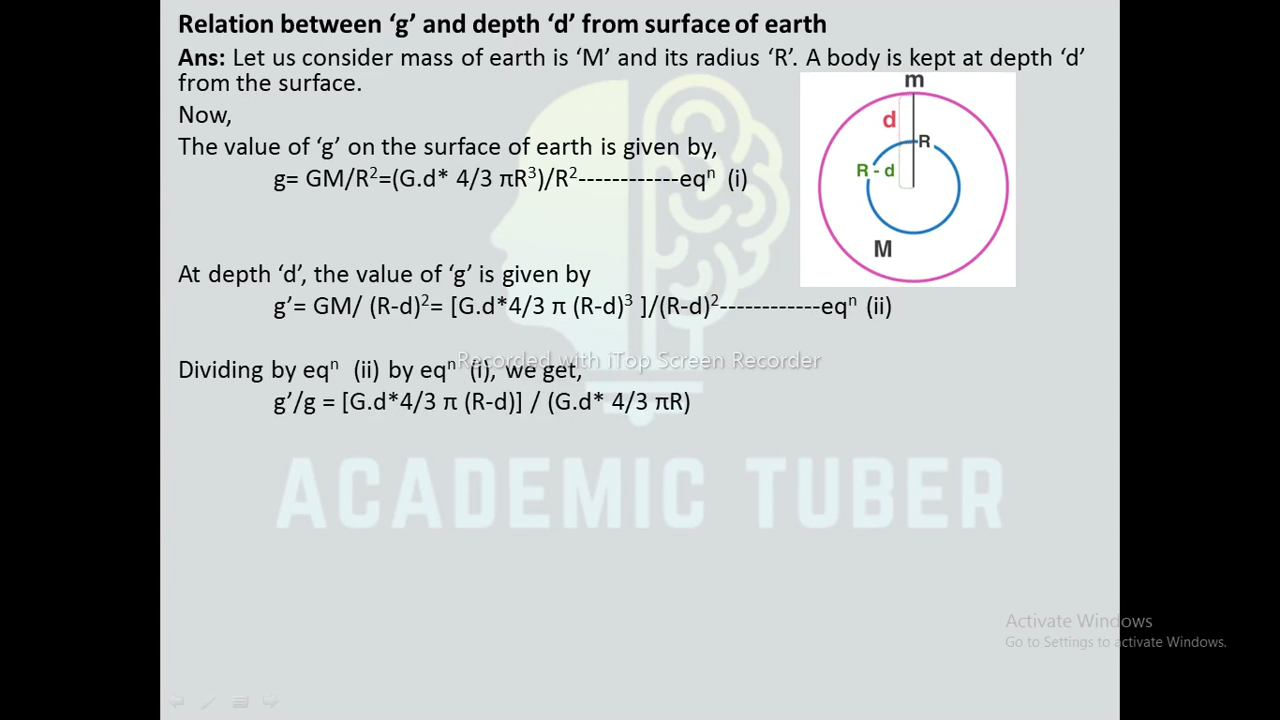 Relation between ‘g’ and depth ‘d’ from surface of earth
Ans: Let us consider mass of earth is ‘M’ and its radius ‘R’. A body is kept at depth ‘d’
from the surface.
Now,
The value of ‘g’ on the surface of earth is given by,
g= GM/R²=(G.d* 4/3 πR³)/R²------------eqⁿ (i)
m
d
R
R - d
M
At depth ‘d’, the value of ‘g’ is given by
g’= GM/ (R-d)²= [G.d*4/3 π (R-d)³ ]/(R-d)²------------eqⁿ (ii)
Recorded with iTop Screen Recorder
Dividing by eqⁿ (ii) by eqⁿ (i), we get,
g’/g = [G.d*4/3 π (R-d)] / (G.d* 4/3 πR)
ACADEMIC TUBER
Activate Windows
Go to Settings to activate Windows.